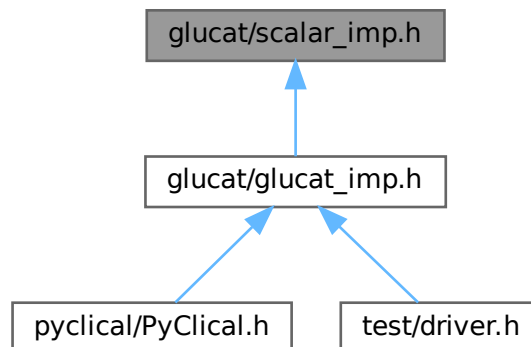 glucat/scalar_imp.h
glucat/glucat_imp.h
pyclical/PyClical.h
test/driver.h